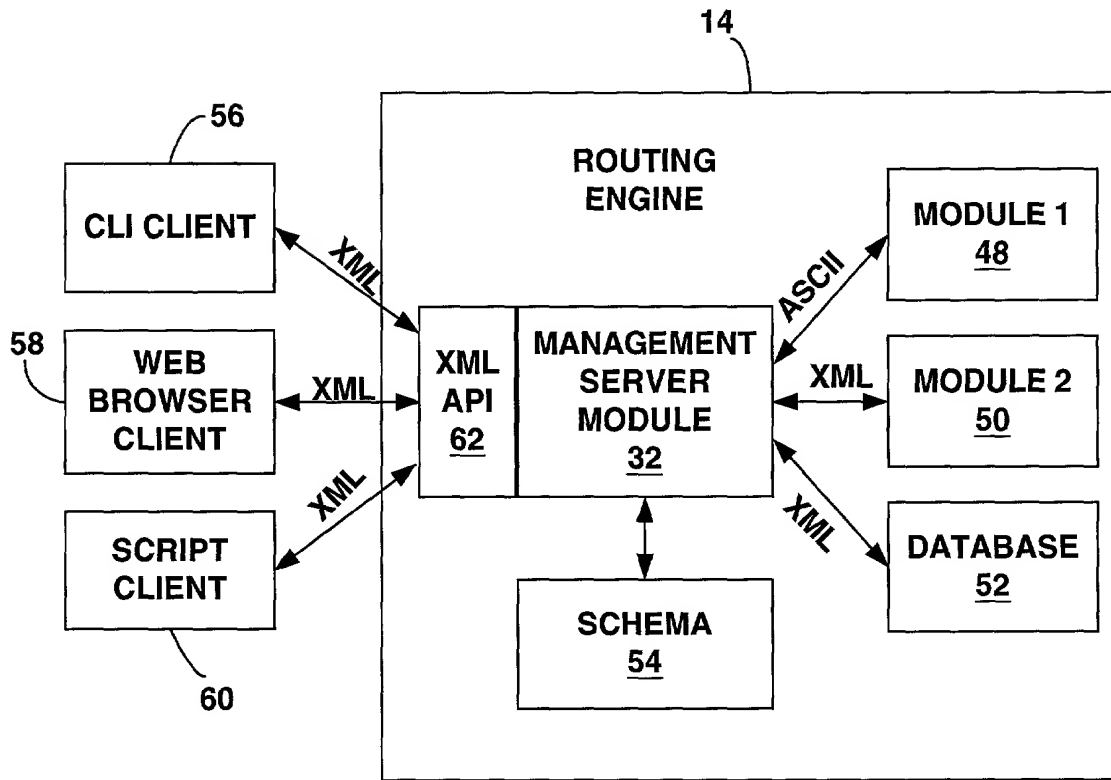 14
56
ROUTING
ENGINE
CLI CLIENT
XML
MODULE 1
48
ASCII
58
WEB
BROWSER
CLIENT
XML
XML
API
62
MANAGEMENT
SERVER
MODULE
32
XML
MODULE 2
50
XML
SCRIPT
CLIENT
60
XML
DATABASE
52
SCHEMA
54